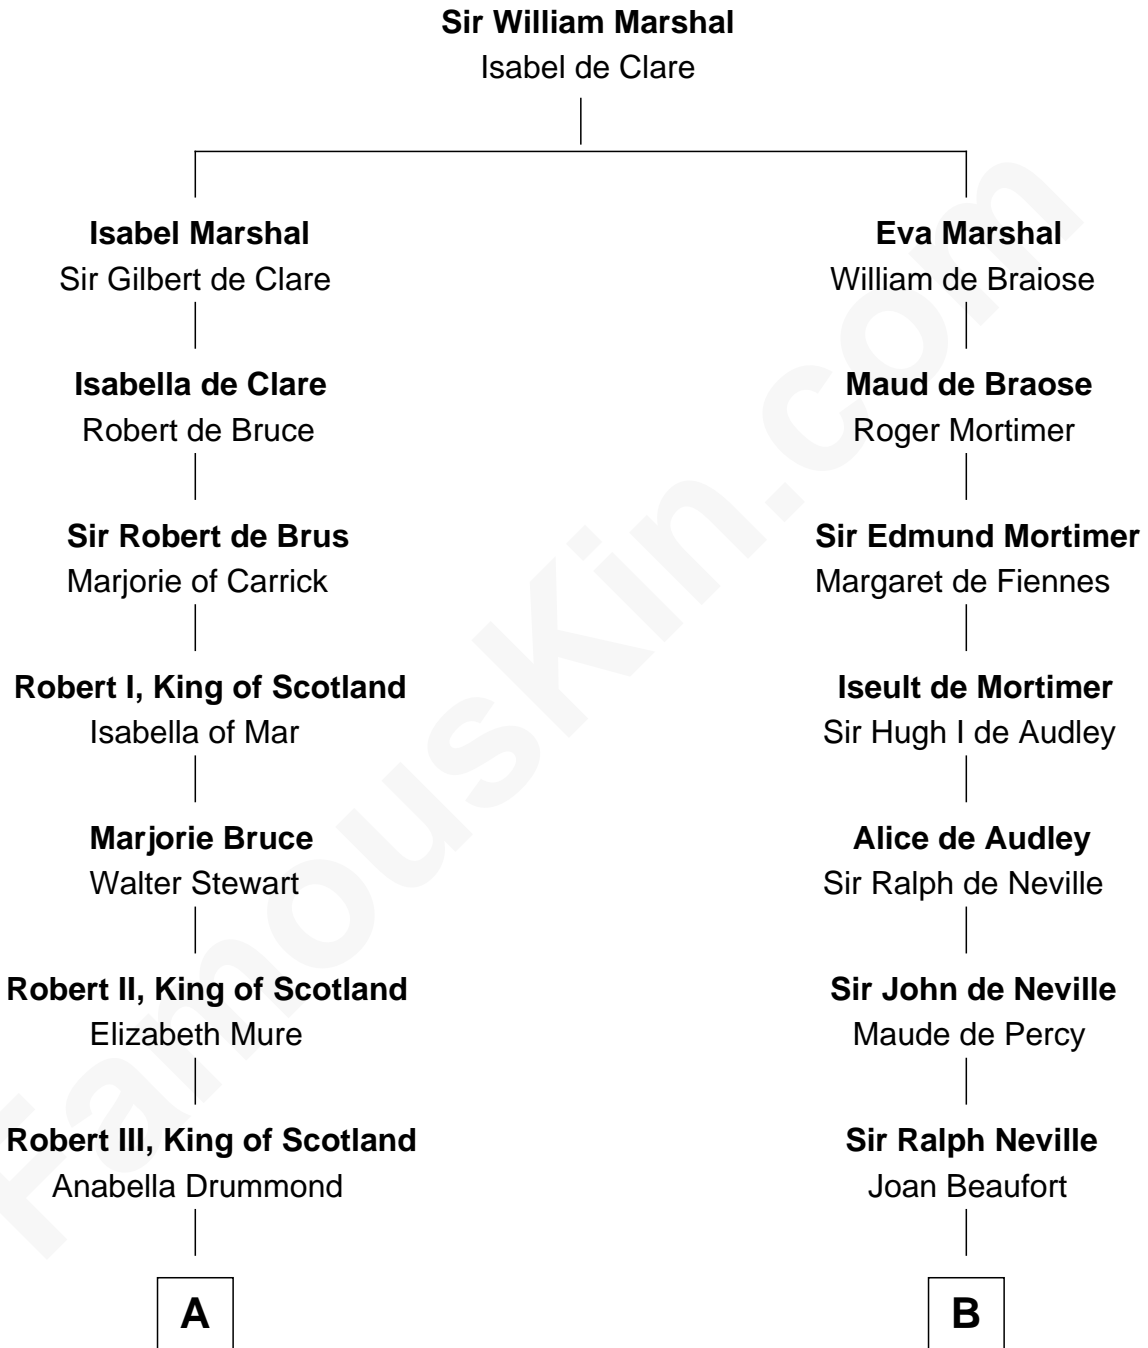 Sir William Marshal
Isabel de Clare
Isabel Marshal
Sir Gilbert de Clare
Eva Marshal
William de Braiose
Isabella de Clare
Robert de Bruce
Maud de Braose
Roger Mortimer
Sir Robert de Brus
Marjorie of Carrick
Sir Edmund Mortimer
Margaret de Fiennes
Robert I, King of Scotland
Isabella of Mar
Iseult de Mortimer
Sir Hugh I de Audley
Marjorie Bruce
Walter Stewart
Alice de Audley
Sir Ralph de Neville
Robert II, King of Scotland
Elizabeth Mure
Sir John de Neville
Maude de Percy
Robert III, King of Scotland
Anabella Drummond
Sir Ralph Neville
Joan Beaufort
A
B
FamousKin.com